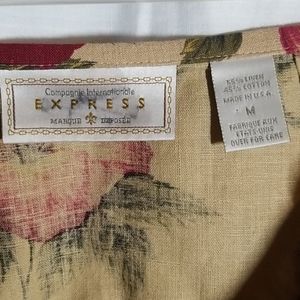 Compagnie Internationale
EXPRESS
MARQUE DEPOSEE
55% LINEN
45% COTTON
MADE IN U.S.A
M
FABRIQUE AUX
ETATS-UNIS
OVER FOR CARE